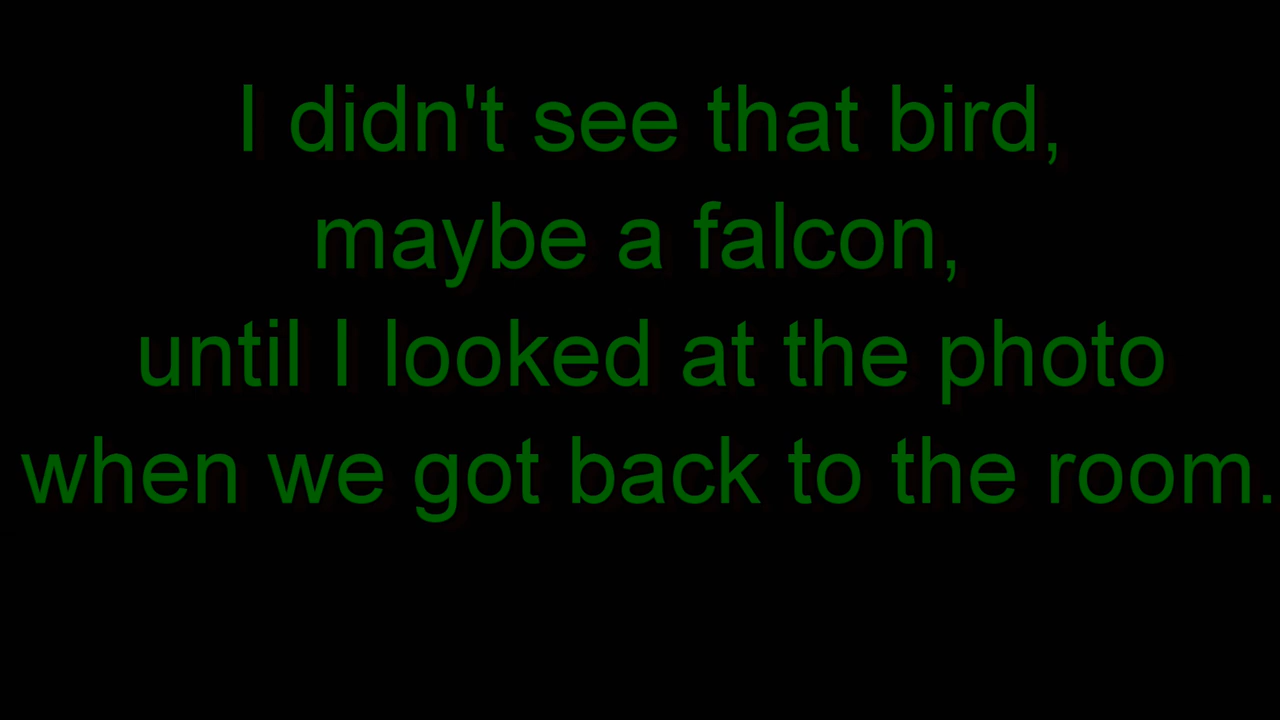 I didn't see that bird,
maybe a falcon,
until I looked at the photo
when we got back to the room.